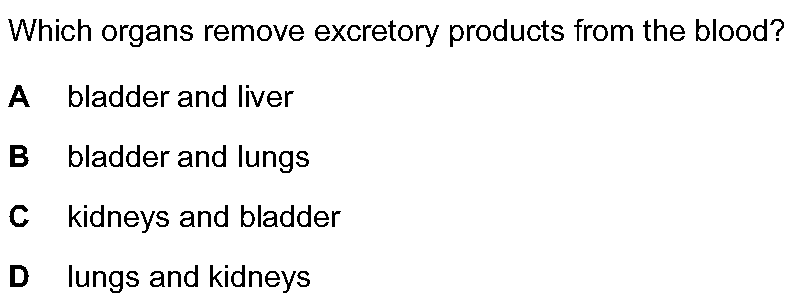 Which organs remove excretory products from the blood?
A bladder and liver
B bladder and lungs
C kidneys and bladder
D lungs and kidneys